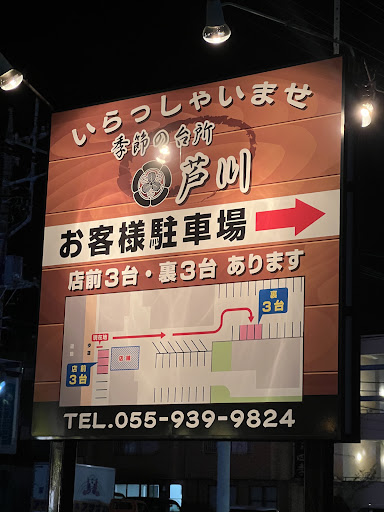 いらっしゃいませ
季節の台所
芦川
お客様駐車場
店前3台・裏3台 あります
裏
3台
店前
3台
TEL.055-939-9824